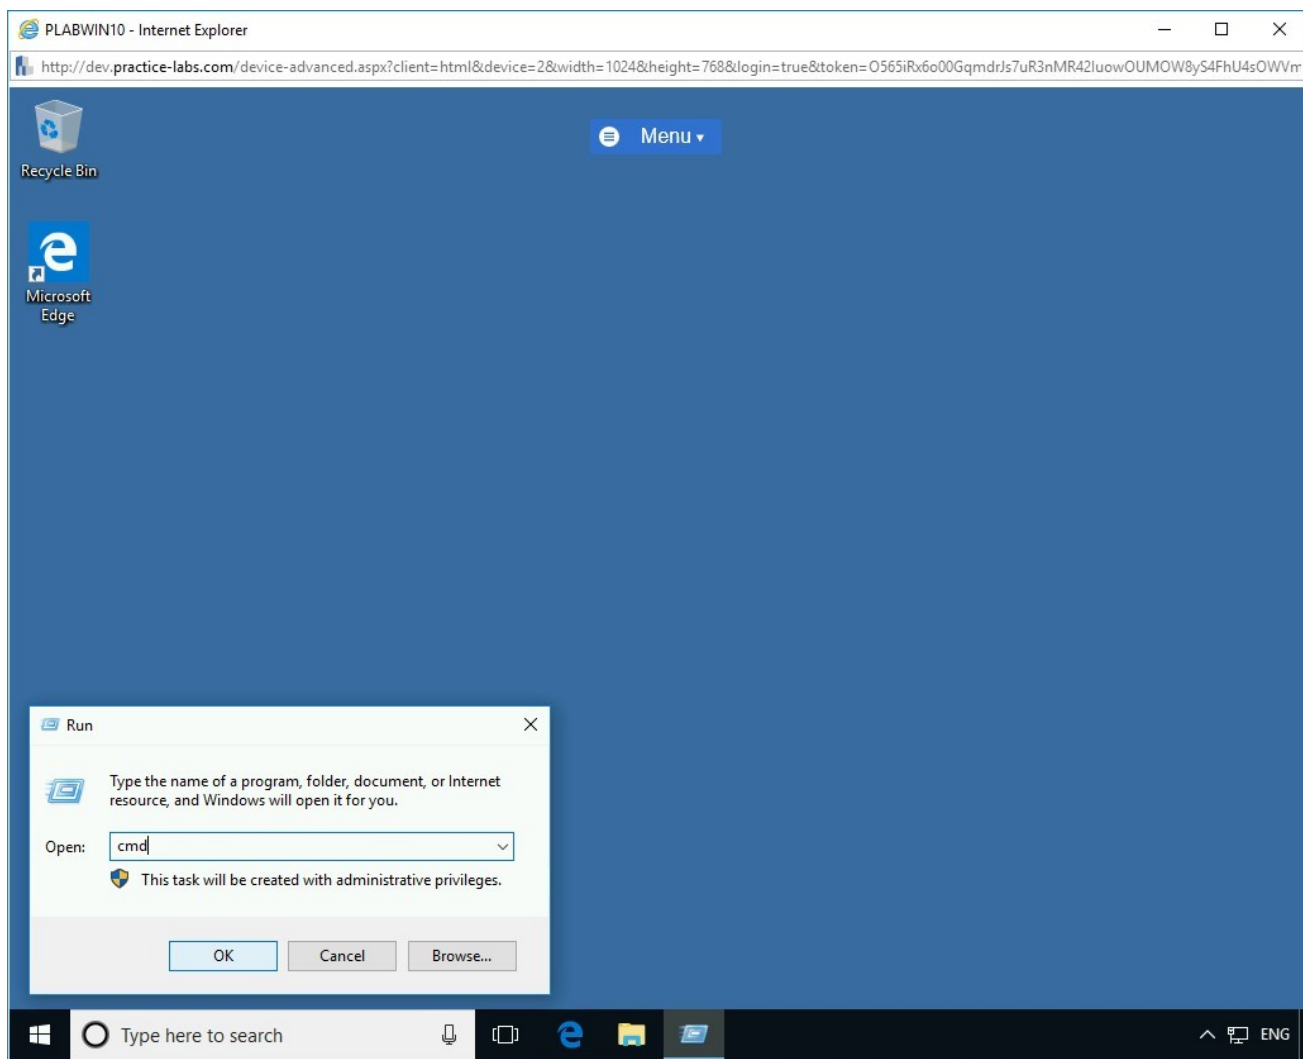 PLABWIN10 - Internet Explorer
http://dev.practice-labs.com/device-advanced.aspx?client=html&device=2&width=1024&height=768&login=true&token=O565iRx6o00GqmdrJs7uR3nMR42IuowOUMOW8yS4FhU4sOWVm
Recycle Bin
Menu
Microsoft
Edge
Run
Type the name of a program, folder, document, or Internet
resource, and Windows will open it for you.
Open: cmd
This task will be created with administrative privileges.
OK Cancel Browse...
Type here to search
ENG